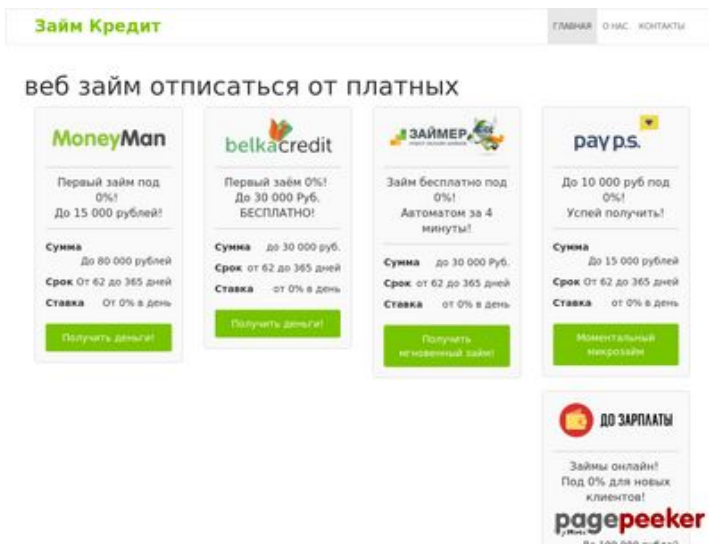 Займ Кредит
ГЛАВНАЯ О НАС КОНТАКТЫ
веб займ отписаться от платных
MoneyMan
Первый займ под
0%!
До 15 000 рублей!
Сумма
До 80 000 рублей
Срок От 62 до 365 дней
Ставка От 0% в день
Получить деньги!
belkacredit
Первый заём 0%!
До 30 000 Руб.
БЕСПЛАТНО!
Сумма до 30 000 руб.
Срок от 62 до 365 дней
Ставка от 0% в день
Получить деньги!
ЗАЙМЕР
Займ бесплатно под
0%!
Автоматом за 4
минуты!
Сумма до 30 000 Руб.
Срок от 62 до 365 дней
Ставка от 0% в день
Получить
мгновенный займ!
pay p.s.
До 10 000 руб под
0%!
Успей получить!
Сумма
До 15 000 рублей
Срок От 62 до 365 дней
Ставка от 0% в день
Моментальный
микрозайм
ДО ЗАРПЛАТЫ
Займы онлайн!
Под 0% для новых
клиентов!
pagepeeker
До 100 000 рублей